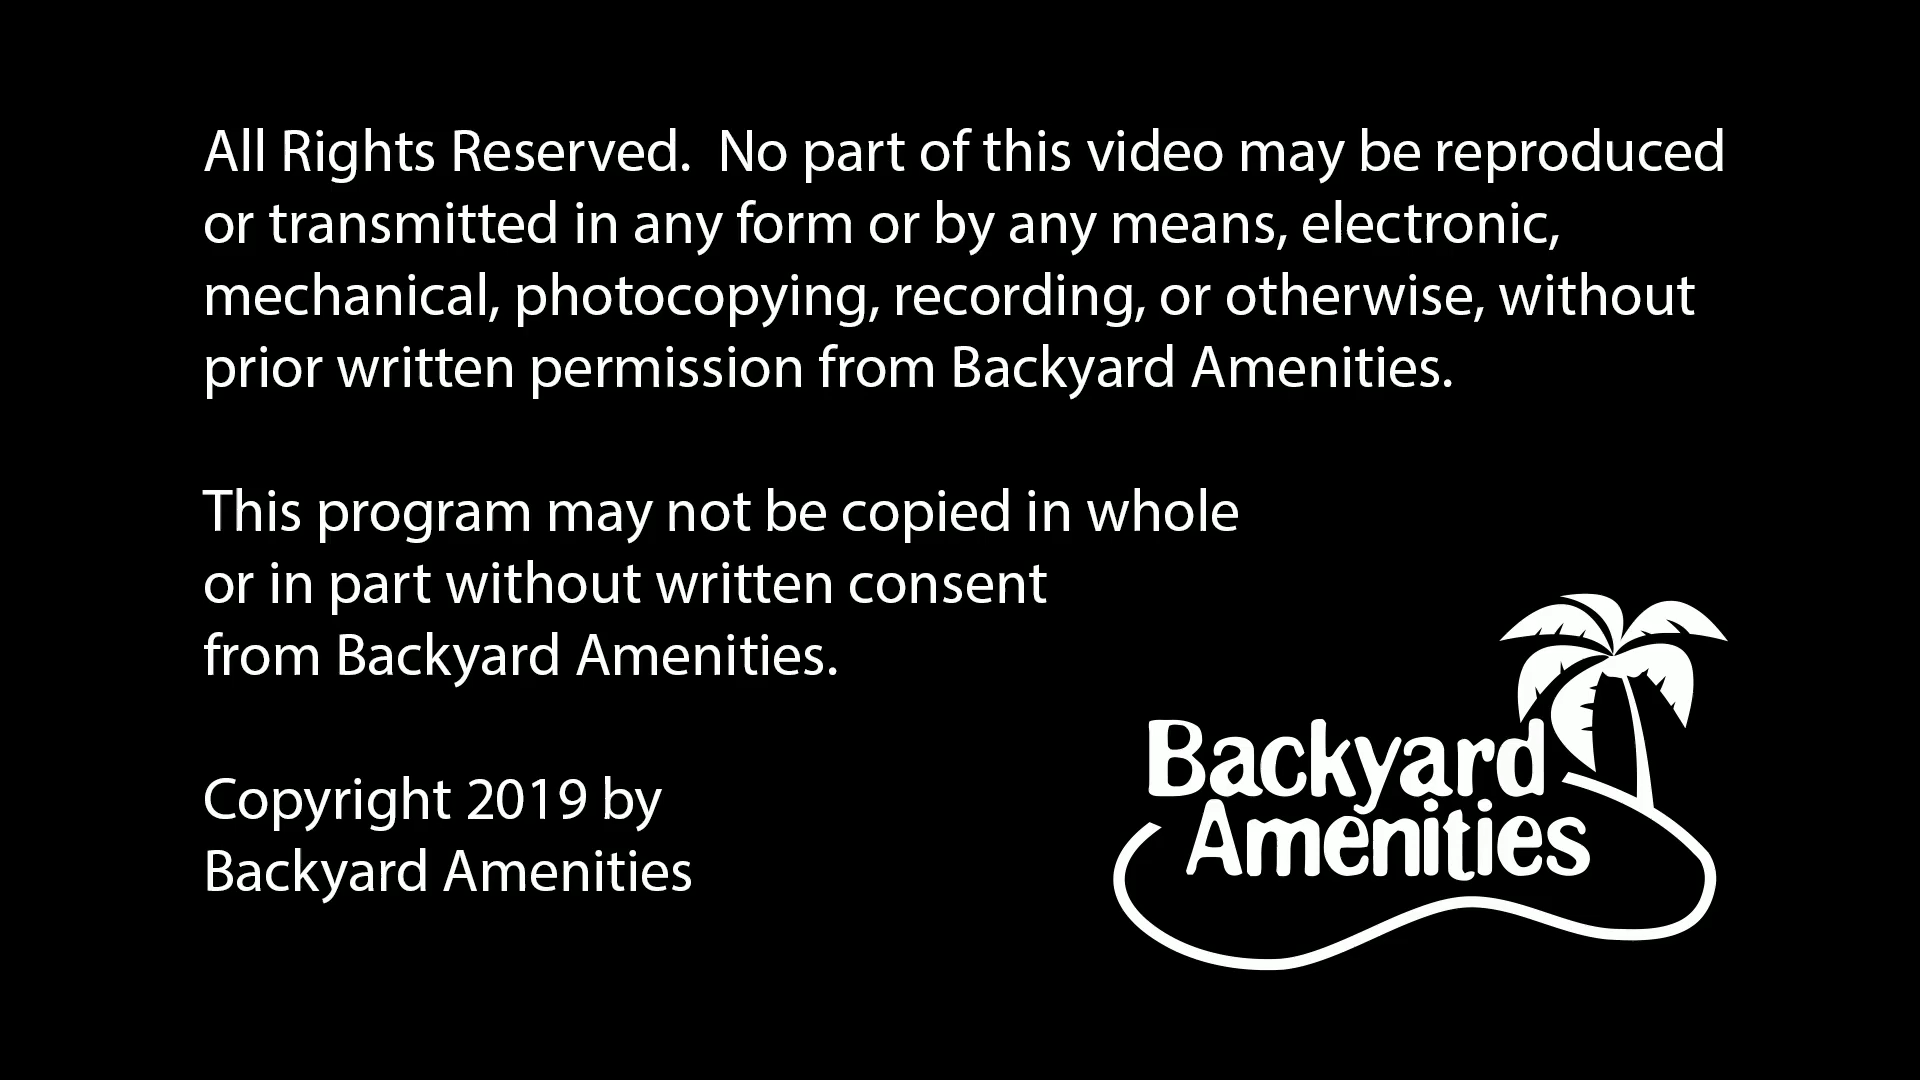 All Rights Reserved.  No part of this video may be reproduced
or transmitted in any form or by any means, electronic,
mechanical, photocopying, recording, or otherwise, without
prior written permission from Backyard Amenities.
This program may not be copied in whole
or in part without written consent
from Backyard Amenities.
Copyright 2019 by
Backyard Amenities
Backyard
Amenities